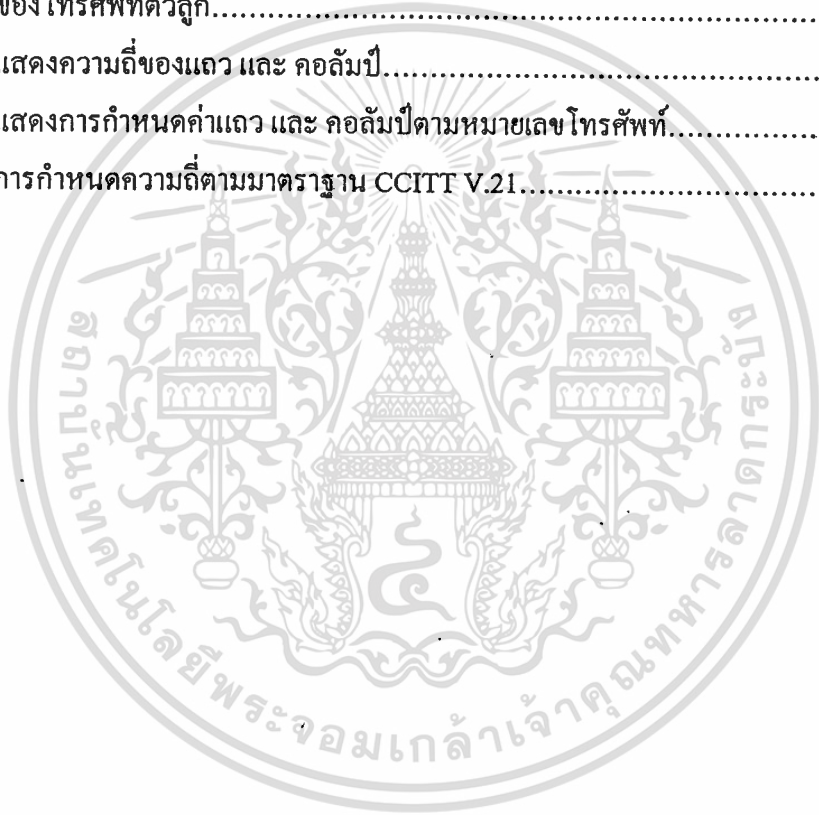 ของโทรศัพท์ตัวลูก
แสดงความถี่ของแถว และ คอลัมป์
แสดงการกำหนดค่าแถว และ คอลัมป์ตามหมายเลขโทรศัพท์
การกำหนดความถี่ตามมาตราฐาน CCITT V.21
สถาบันเทคโนโลยีพระจอมเกล้าเจ้าคุณทหารลาดกระบัง